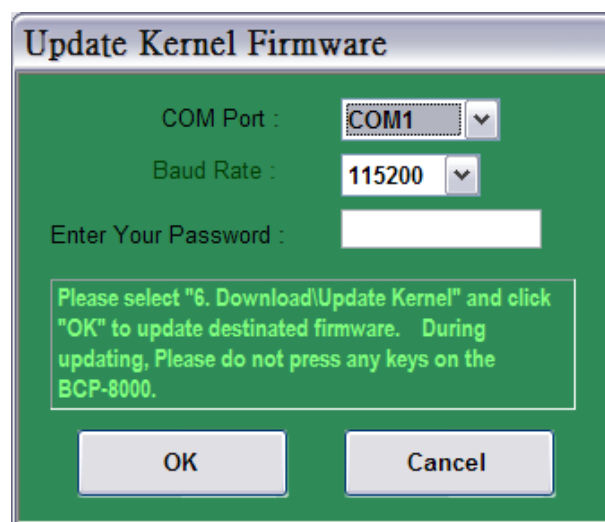 Update Kernel Firmware
COM Port :
COM1
Baud Rate :
115200
Enter Your Password :
Please select "6. Download\Update Kernel" and click
"OK" to update destinated firmware. During
updating, Please do not press any keys on the
BCP-8000.
OK
Cancel